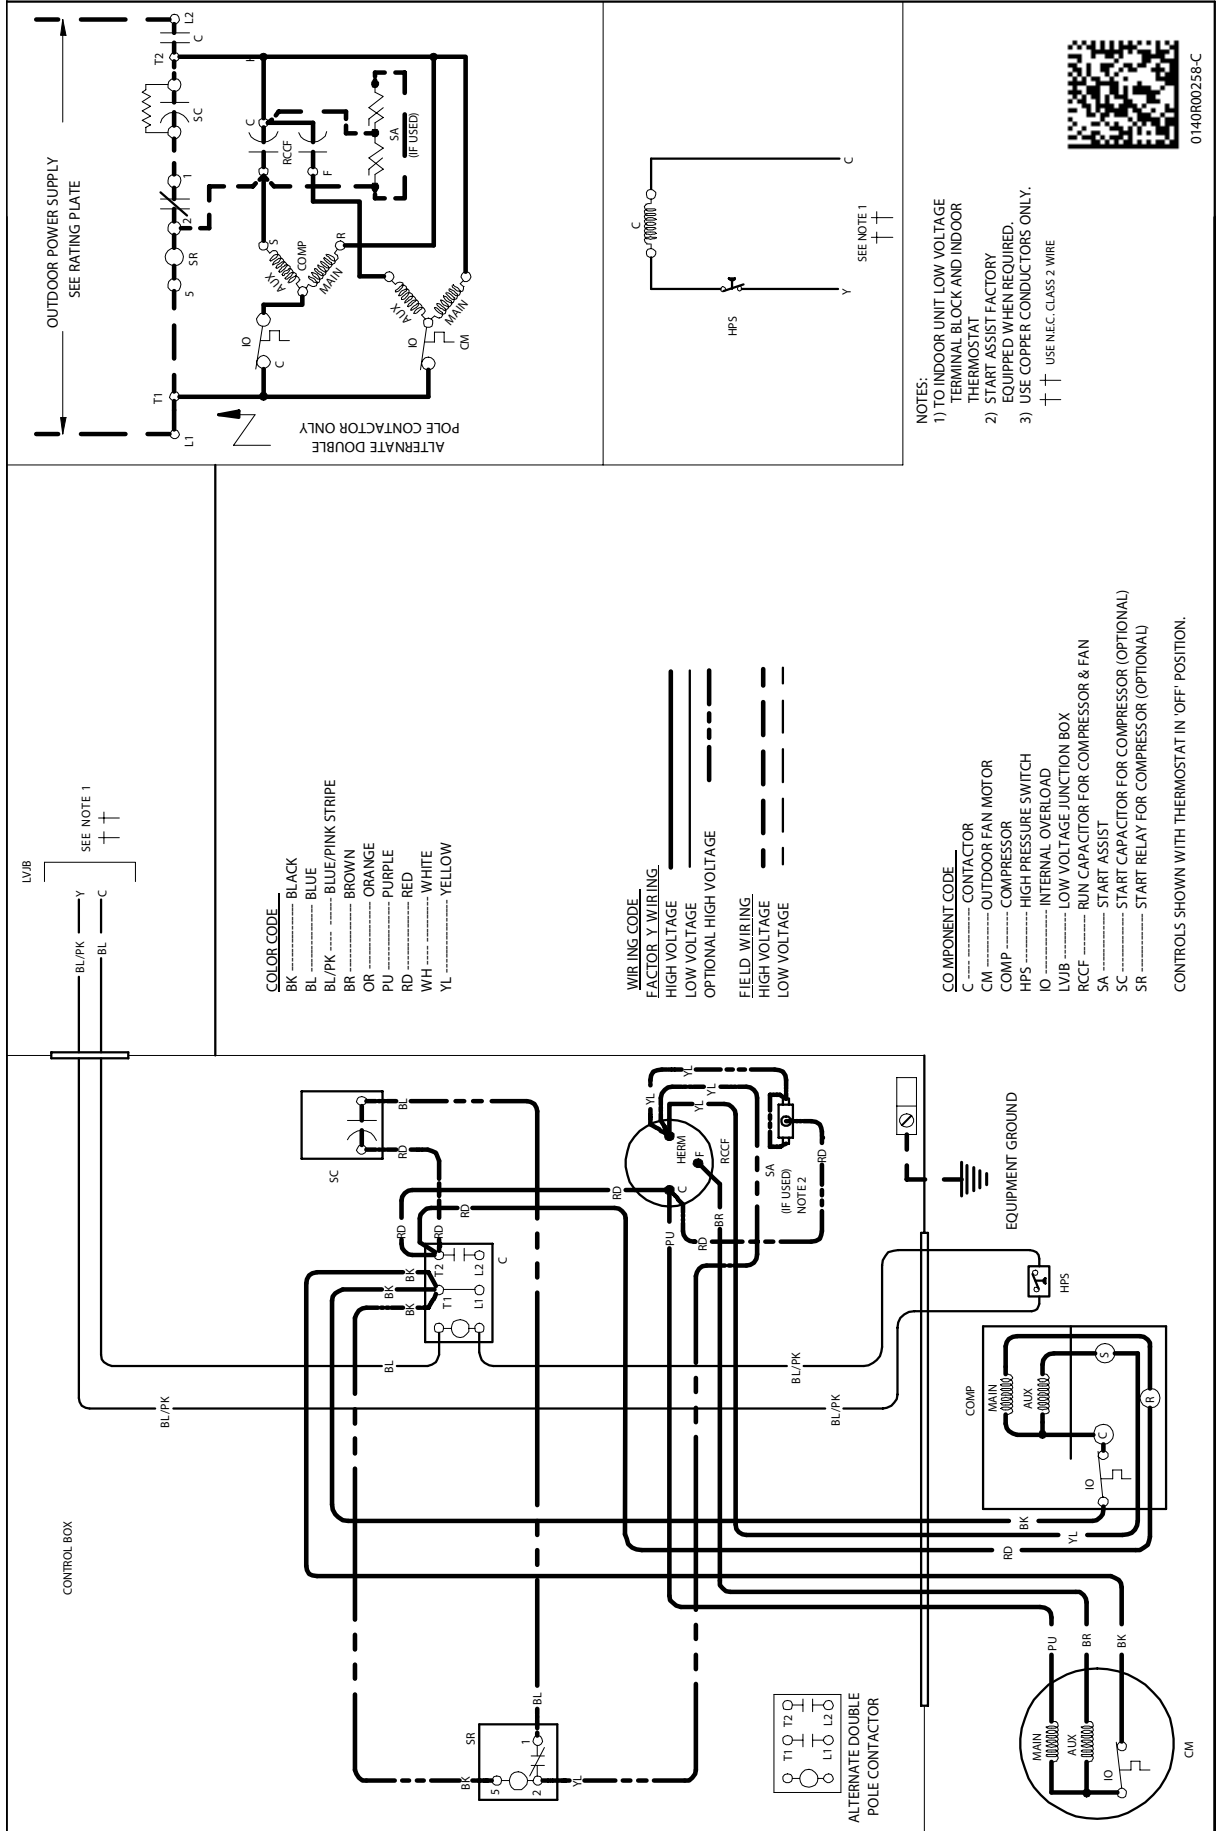 CONTROL BOX
LVJB
SEE NOTE 1
Y
C
BL/PK
BL
BL/PK
BL
SC
RD
BL
RD
RD
RD
RD
BK
BK
BK
T2
T1
L2
L1
C
BL/PK
BL/PK
SR
BK
5
1
2
BL
YL
HERM
F
C
RCCF
YL
YL
YL
RD
PU
BR
RD
SA
(IF USED)
NOTE 2
RD
ALTERNATE DOUBLE
POLE CONTACTOR
T1
T2
L1
L2
EQUIPMENT GROUND
HPS
COMP
MAIN
AUX
S
C
R
IO
BK
YL
RD
PU
BR
BK
MAIN
AUX
IO
CM
COLOR CODE
BK ---------- BLACK
BL ---------- BLUE
BL/PK ---- ------- BLUE/PINK STRIPE
BR ---------- BROWN
OR ---------- ORANGE
PU ---------- PURPLE
RD ---------- RED
WH ---- ------- WHITE
YL ---------- YELLOW
WIRING CODE
FACTORY WIRING
HIGH VOLTAGE
LOW VOLTAGE
OPTIONAL HIGH VOLTAGE
FIELD WIRING
HIGH VOLTAGE
LOW VOLTAGE
COMPONENT CODE
C ---- -------- CONTACTOR
CM -------- OUTDOOR FAN MOTOR
COMP -------- COMPRESSOR
HPS ---------- HIGH PRESSURE SWITCH
IO ------------ INTERNAL OVERLOAD
LVJB --------- LOW VOLTAGE JUNCTION BOX
RCCF -------- RUN CAPACITOR FOR COMPRESSOR & FAN
SA ----------- START ASSIST
SC ----------- START CAPACITOR FOR COMPRESSOR (OPTIONAL)
SR ----------- START RELAY FOR COMPRESSOR (OPTIONAL)
CONTROLS SHOWN WITH THERMOSTAT IN 'OFF' POSITION.
OUTDOOR POWER SUPPLY
SEE RATING PLATE
L1
T1
5
SR
2
1
SC
T2
C
L2
ALTERNATE DOUBLE
POLE CONTACTOR ONLY
C
IO
AUX
S
COMP
MAIN
R
RCCF
C
H
F
SA
(IF USED)
IO
CM
AUX
MAIN
C
HPS
Y
C
SEE NOTE 1
NOTES:
1) TO INDOOR UNIT LOW VOLTAGE
TERMINAL BLOCK AND INDOOR
THERMOSTAT
2) START ASSIST FACTORY
EQUIPPED WHEN REQUIRED.
3) USE COPPER CONDUCTORS ONLY.
†† USE N.E.C. CLASS 2 WIRE
0140R00258-C